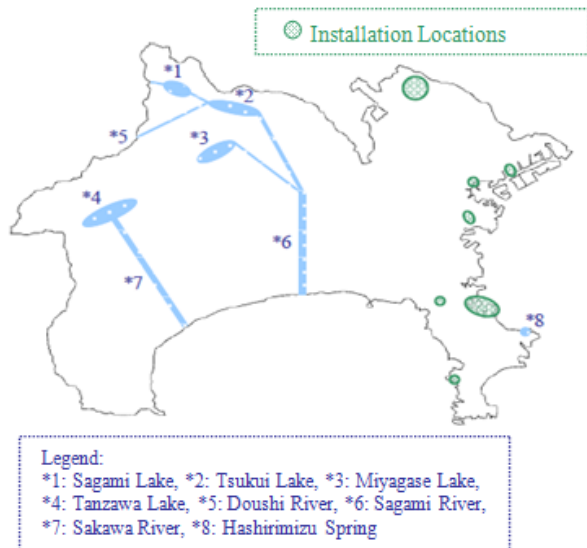 Installation Locations
*1
*2
*5
*3
*4
*6
*7
*8
Legend:
*1: Sagami Lake, *2: Tsukui Lake, *3: Miyagase Lake,
*4: Tanzawa Lake, *5: Doushi River, *6: Sagami River,
*7: Sakawa River, *8: Hashirimizu Spring